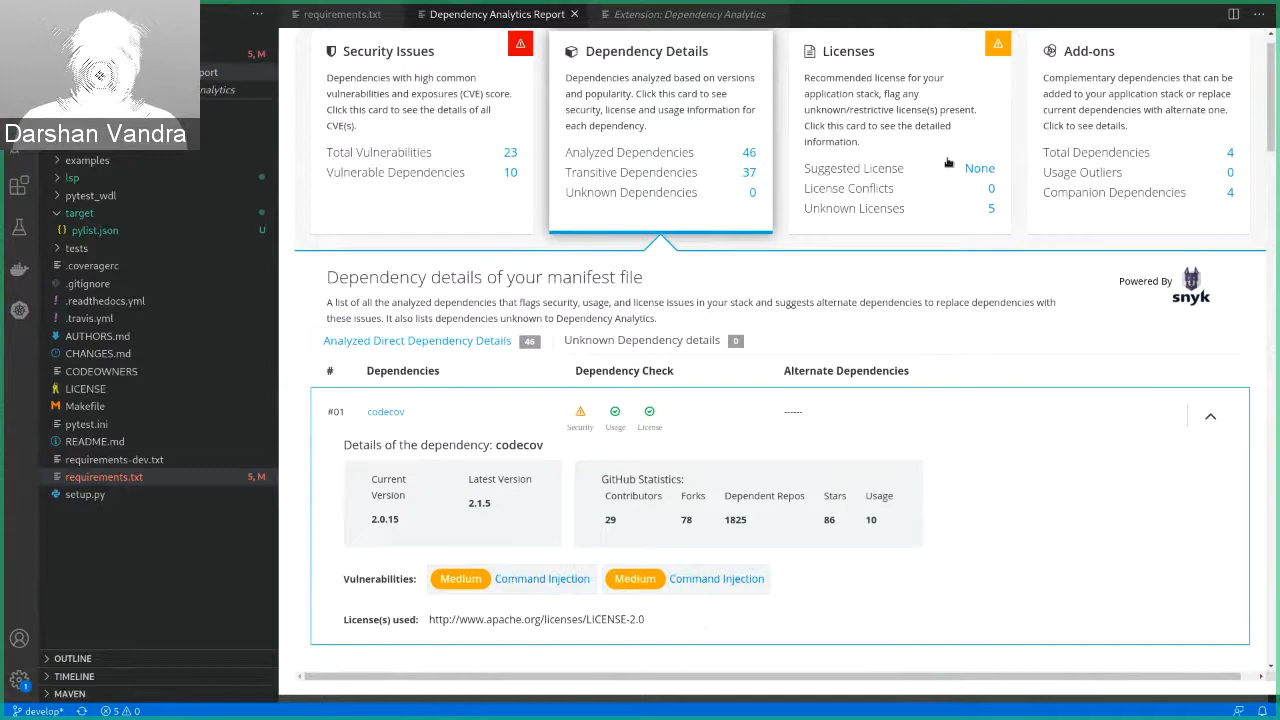 requirements.txt
Dependency Analytics Report
Extension: Dependency Analytics
5, M
port
nalytics
Darshan Vandra
examples
lsp
pytest_wdl
target
{} pylist.json U
tests
.coveragerc
.gitignore
! .readthedocs.yml
! .travis.yml
AUTHORS.md
CHANGES.md
CODEOWNERS
LICENSE
Makefile
pytest.ini
README.md
requirements-dev.txt
requirements.txt 5, M
setup.py
OUTLINE
TIMELINE
MAVEN
1
develop* 5 0
Security Issues
Dependencies with high common
vulnerabilities and exposures (CVE) score.
Click this card to see the details of all
CVE(s).
Total Vulnerabilities 23
Vulnerable Dependencies 10
Dependency Details
Dependencies analyzed based on versions
and popularity. Click this card to see
security, license and usage information for
each dependency.
Analyzed Dependencies 46
Transitive Dependencies 37
Unknown Dependencies 0
Licenses
Recommended license for your
application stack, flag any
unknown/restrictive license(s) present.
Click this card to see the detailed
information.
Suggested License None
License Conflicts 0
Unknown Licenses 5
Add-ons
Complementary dependencies that can be
added to your application stack or replace
current dependencies with alternate one.
Click to see details.
Total Dependencies 4
Usage Outliers 0
Companion Dependencies 4
Dependency details of your manifest file
A list of all the analyzed dependencies that flags security, usage, and license issues in your stack and suggests alternate dependencies to replace dependencies with
these issues. It also lists dependencies unknown to Dependency Analytics.
Powered By snyk
Analyzed Direct Dependency Details 46
Unknown Dependency details 0
# Dependencies Dependency Check Alternate Dependencies
#01 codecov ------
Security Usage License
Details of the dependency: codecov
Current
Version
2.0.15
Latest Version
2.1.5
GitHub Statistics:
Contributors Forks Dependent Repos Stars Usage
29 78 1825 86 10
Vulnerabilities: Medium Command Injection Medium Command Injection
License(s) used: http://www.apache.org/licenses/LICENSE-2.0